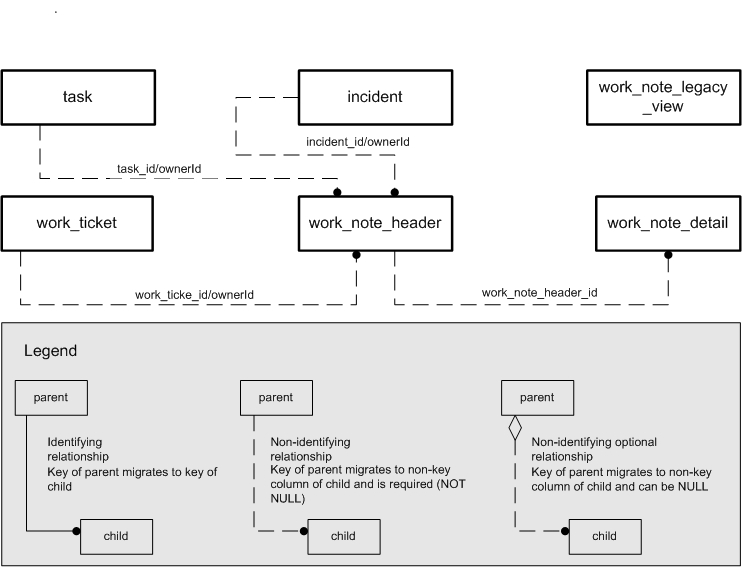 task
incident
work_note_legacy
_view
incident_id/ownerId
task_id/ownerId
work_ticket
work_note_header
work_note_detail
work_ticke_id/ownerId
work_note_header_id
Legend
parent
parent
parent
Identifying
relationship
Key of parent migrates to key of
child
Non-identifying
relationship
Key of parent migrates to non-key
column of child and is required (NOT
NULL)
Non-identifying optional
relationship
Key of parent migrates to non-key
column of child and can be NULL
child
child
child